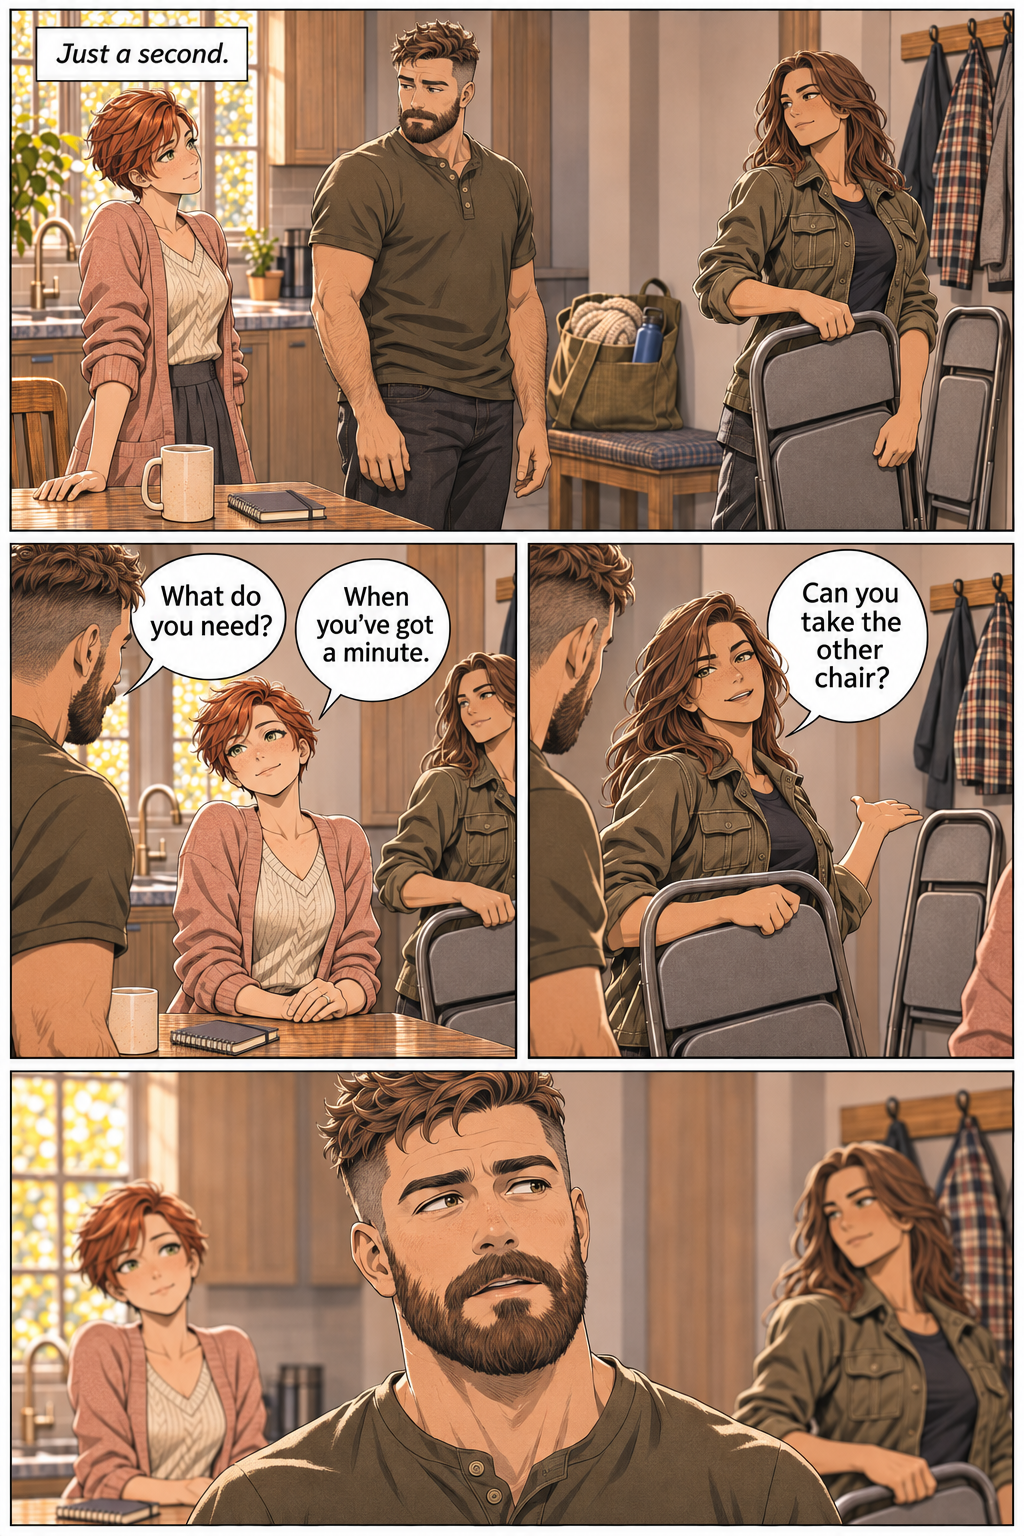 Just a second.
What do
you need?
When
you've got
a minute.
Can you
take the
other
chair?